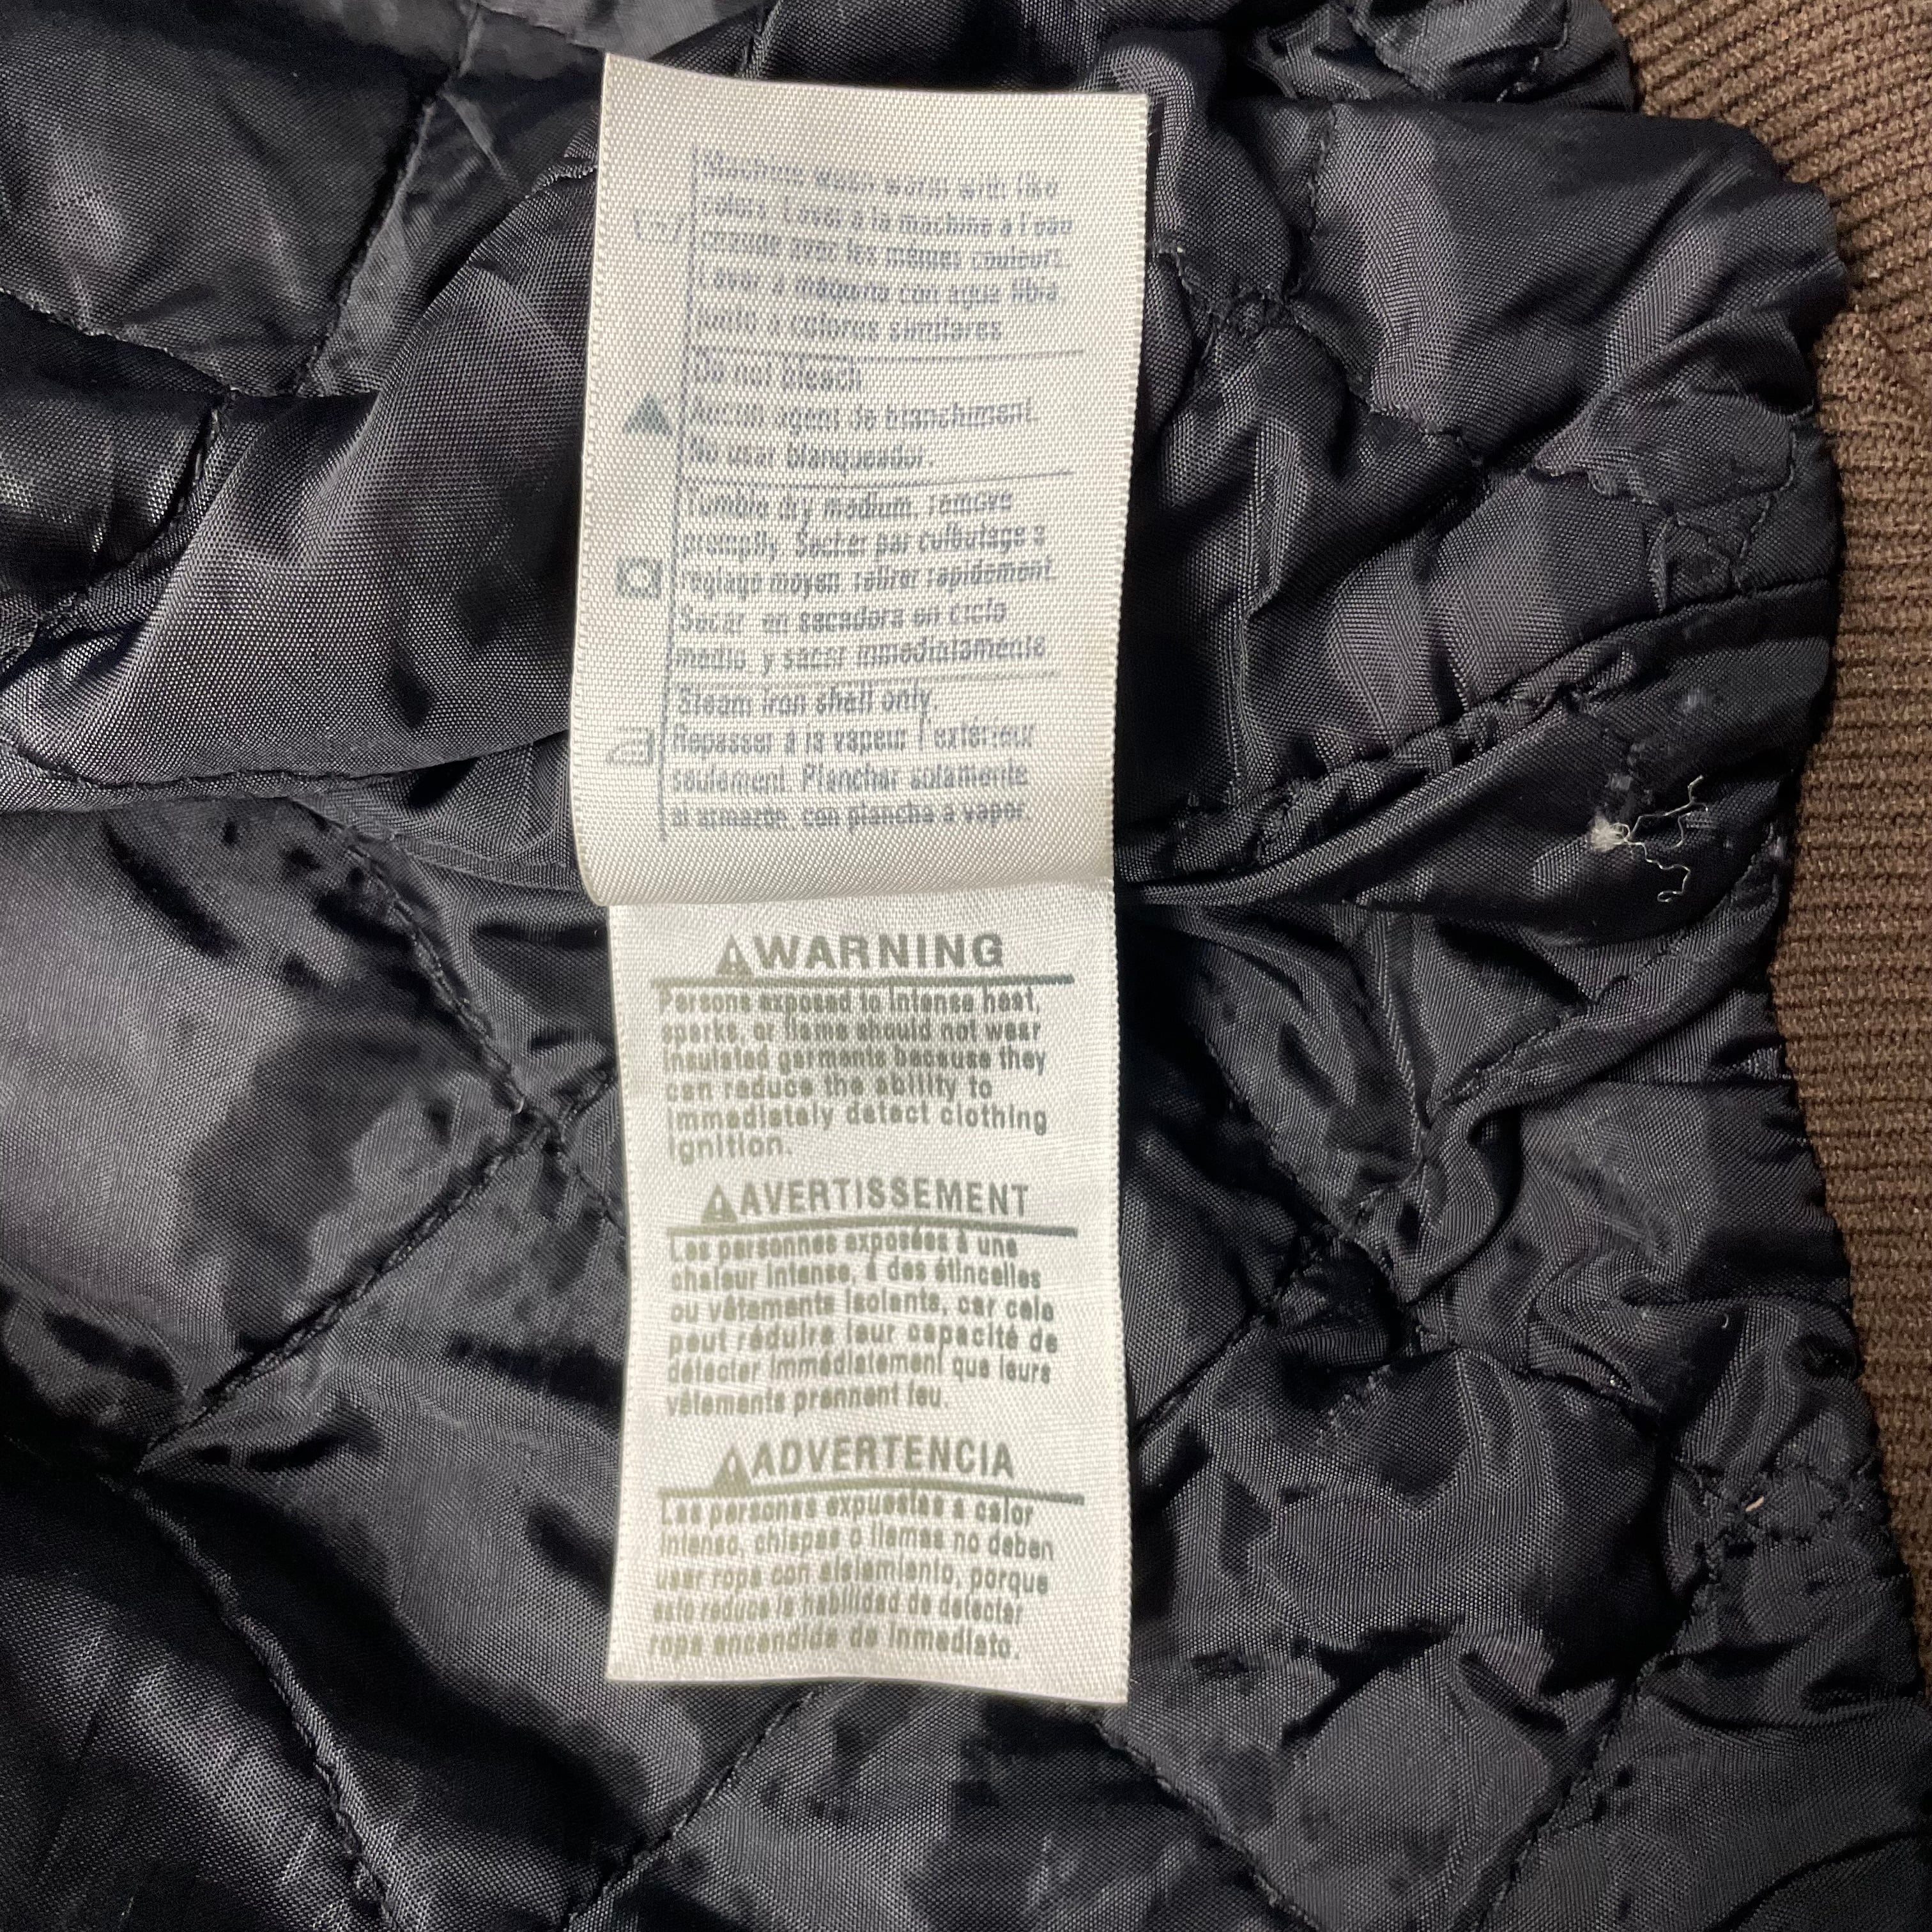 Machine wash warm with like
colors. Laver à la machine à l'eau
chaude avec les mêmes couleurs.
Lavar a maquina con agua tibia
junto a colores similares
Do not bleach
Aucun agent de blanchiment.
No usar blanqueador.
Tumble dry medium, remove
promptly. Sécher par culbutage a
reglage moyen retirer rapidement.
Secar en secadora en ciclo
medio y sacar inmediatamente
Steam iron shell only.
Repasser à la vapeur l'extérieur
seulement. Planchar solamente
el armazon con plancha a vapor.
⚠WARNING
Persons exposed to intense heat,
sparks, or flame should not wear
insulated garments because they
can reduce the ability to
immediately detect clothing
ignition.
⚠AVERTISSEMENT
Les personnes exposées à une
chaleur intense, à des étincelles
ou vêtements isolants, car cela
peut réduire leur capacité de
détecter immédiatement que leurs
vêtements prennent feu.
⚠ADVERTENCIA
Las personas expuestas a calor
intenso, chispas o llamas no deben
usar ropa con aislamiento, porque
esto reduce la habilidad de detectar
ropa encendida de inmediato.